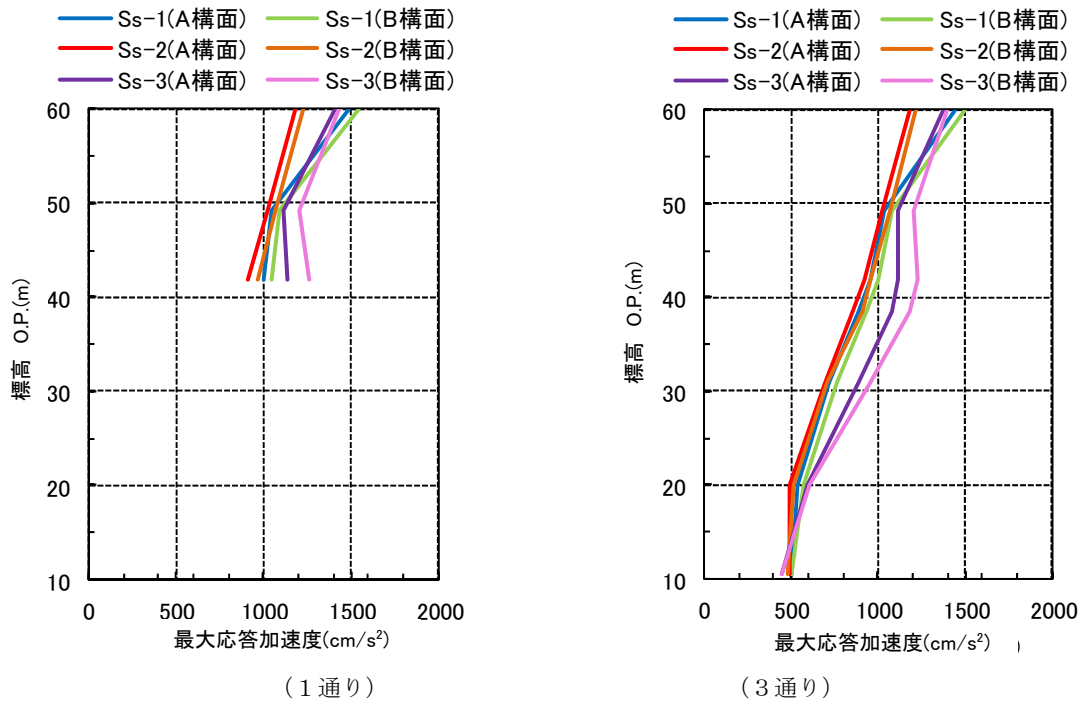 Ss-1(A構面) Ss-1(B構面)
Ss-2(A構面) Ss-2(B構面)
Ss-3(A構面) Ss-3(B構面)
60
50
40
30
20
10
標高 O.P.(m)
0 500 1000 1500 2000
最大応答加速度(cm/s²)
(1通り)
Ss-1(A構面) Ss-1(B構面)
Ss-2(A構面) Ss-2(B構面)
Ss-3(A構面) Ss-3(B構面)
60
50
40
30
20
10
標高 O.P.(m)
0 500 1000 1500 2000
最大応答加速度(cm/s²) )
(3通り)